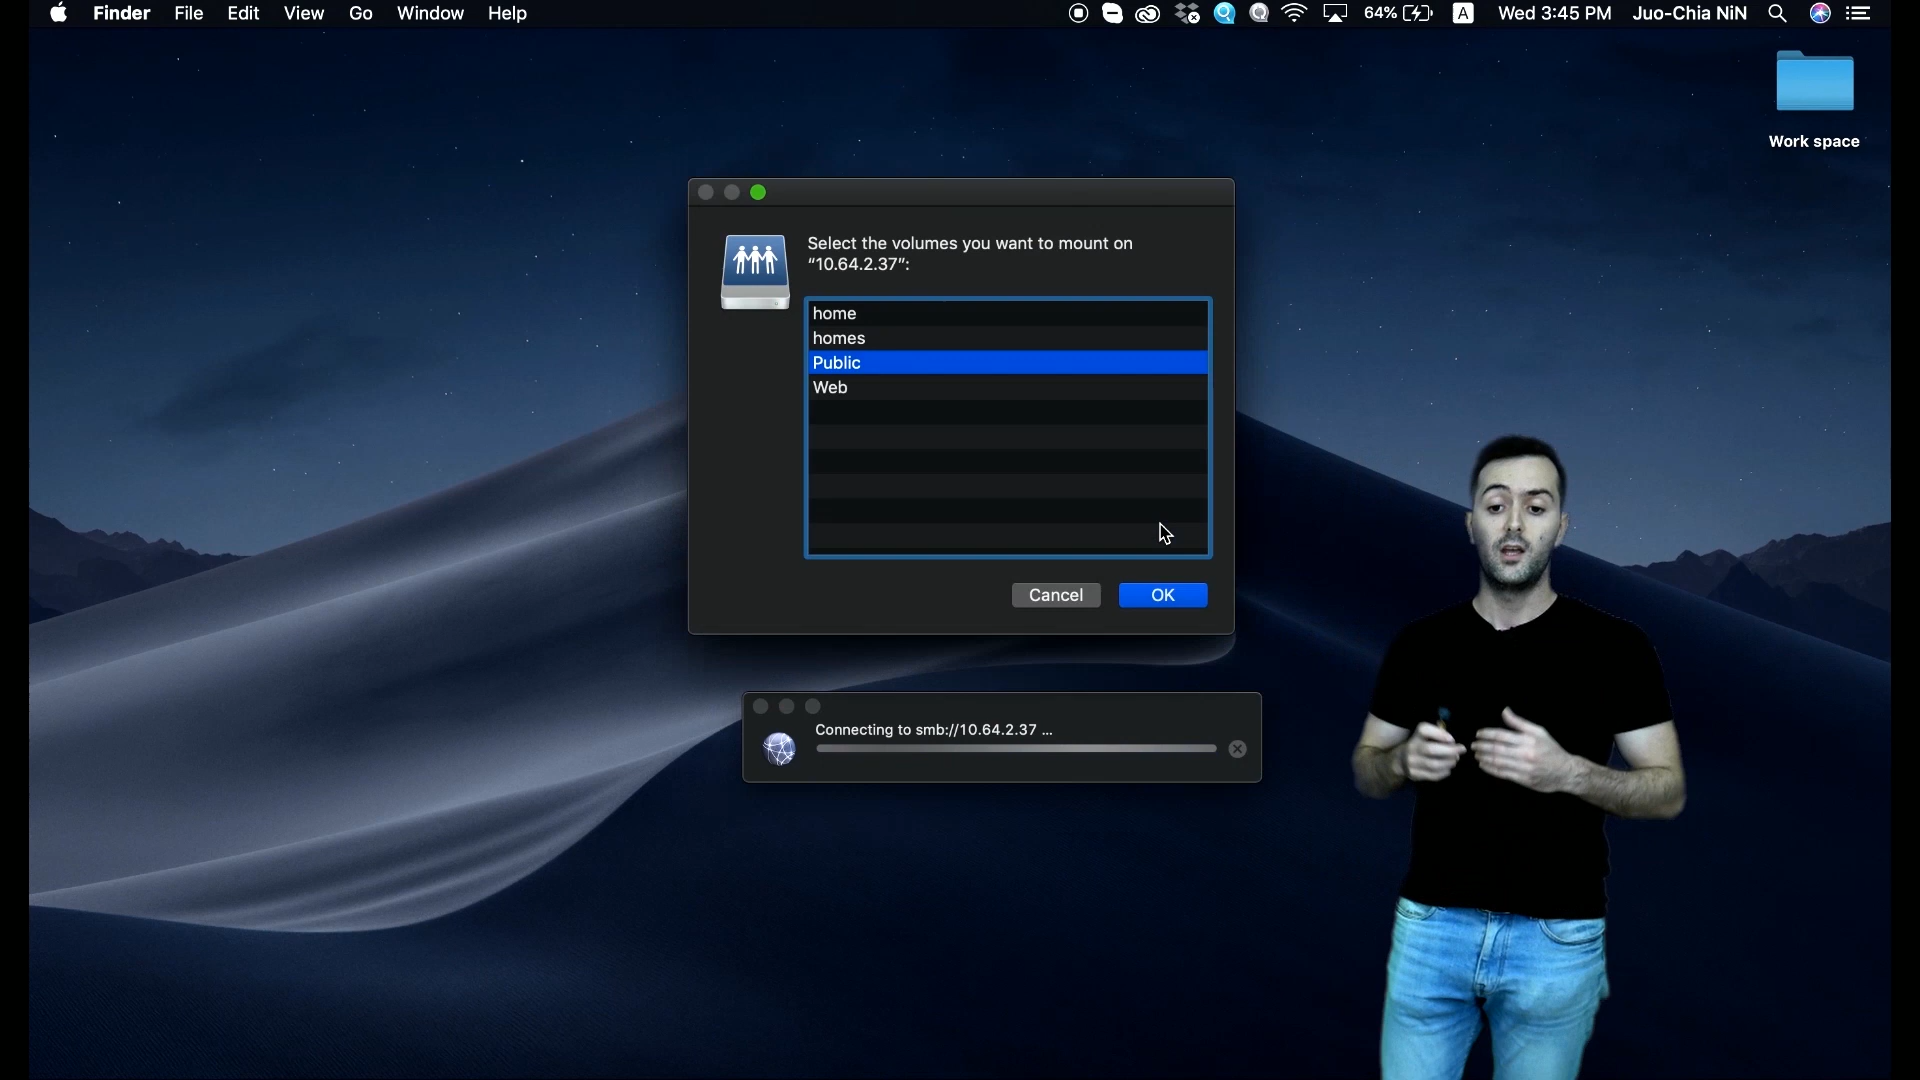 Finder File Edit View Go Window Help 64% A Wed 3:45 PM Juo-Chia NiN
Work space
Select the volumes you want to mount on
“10.64.2.37”:
home
homes
Public
Web
Cancel OK
Connecting to smb://10.64.2.37 ...